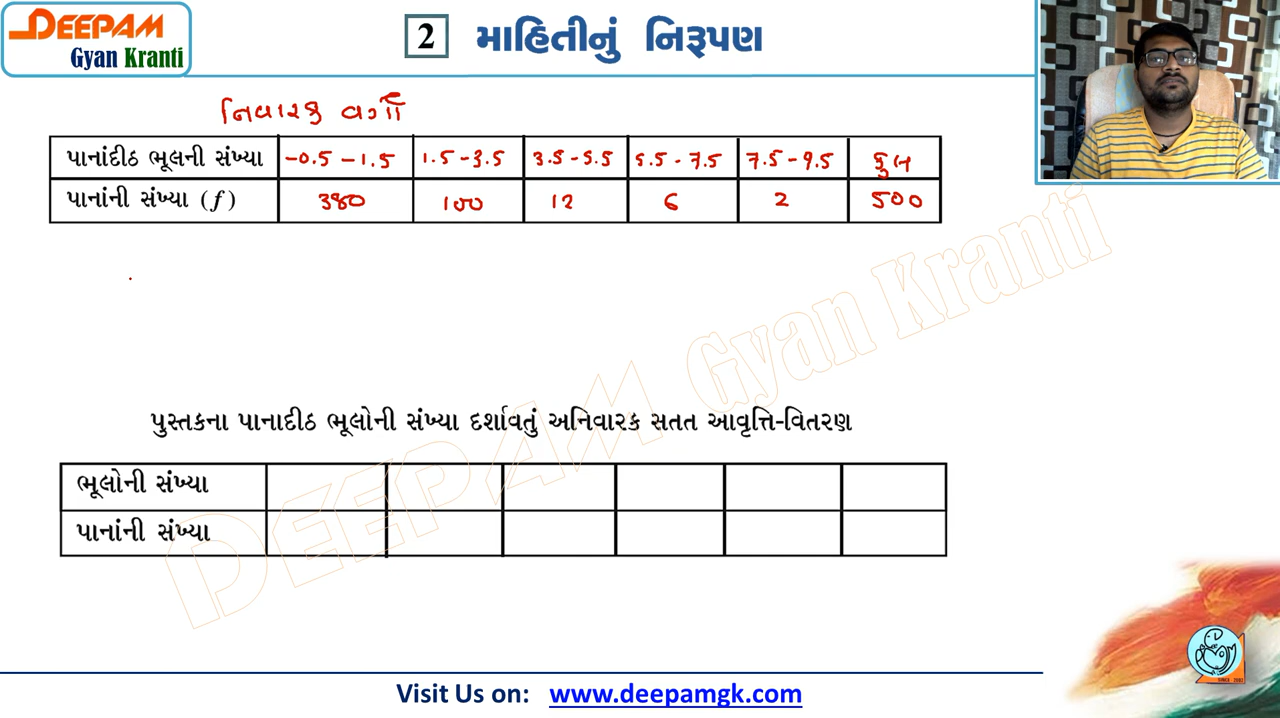 DEEPAM
Gyan Kranti
2 માહિતીનું નિરૂપણ
નિવારક વર્ગો
પાનાંદીઠ ભૂલની સંખ્યા -0.5 - 1.5 1.5 - 3.5 3.5 - 5.5 5.5 - 7.5 7.5 - 9.5 કુલ
પાનાંની સંખ્યા (f) 380 100 12 6 2 500
DEEPAM Gyan Kranti
પુસ્તકના પાનાદીઠ ભૂલોની સંખ્યા દર્શાવતું અનિવારક સતત આવૃત્તિ-વિતરણ
ભૂલોની સંખ્યા
પાનાંની સંખ્યા
SINCE 2007
Visit Us on: www.deepamgk.com